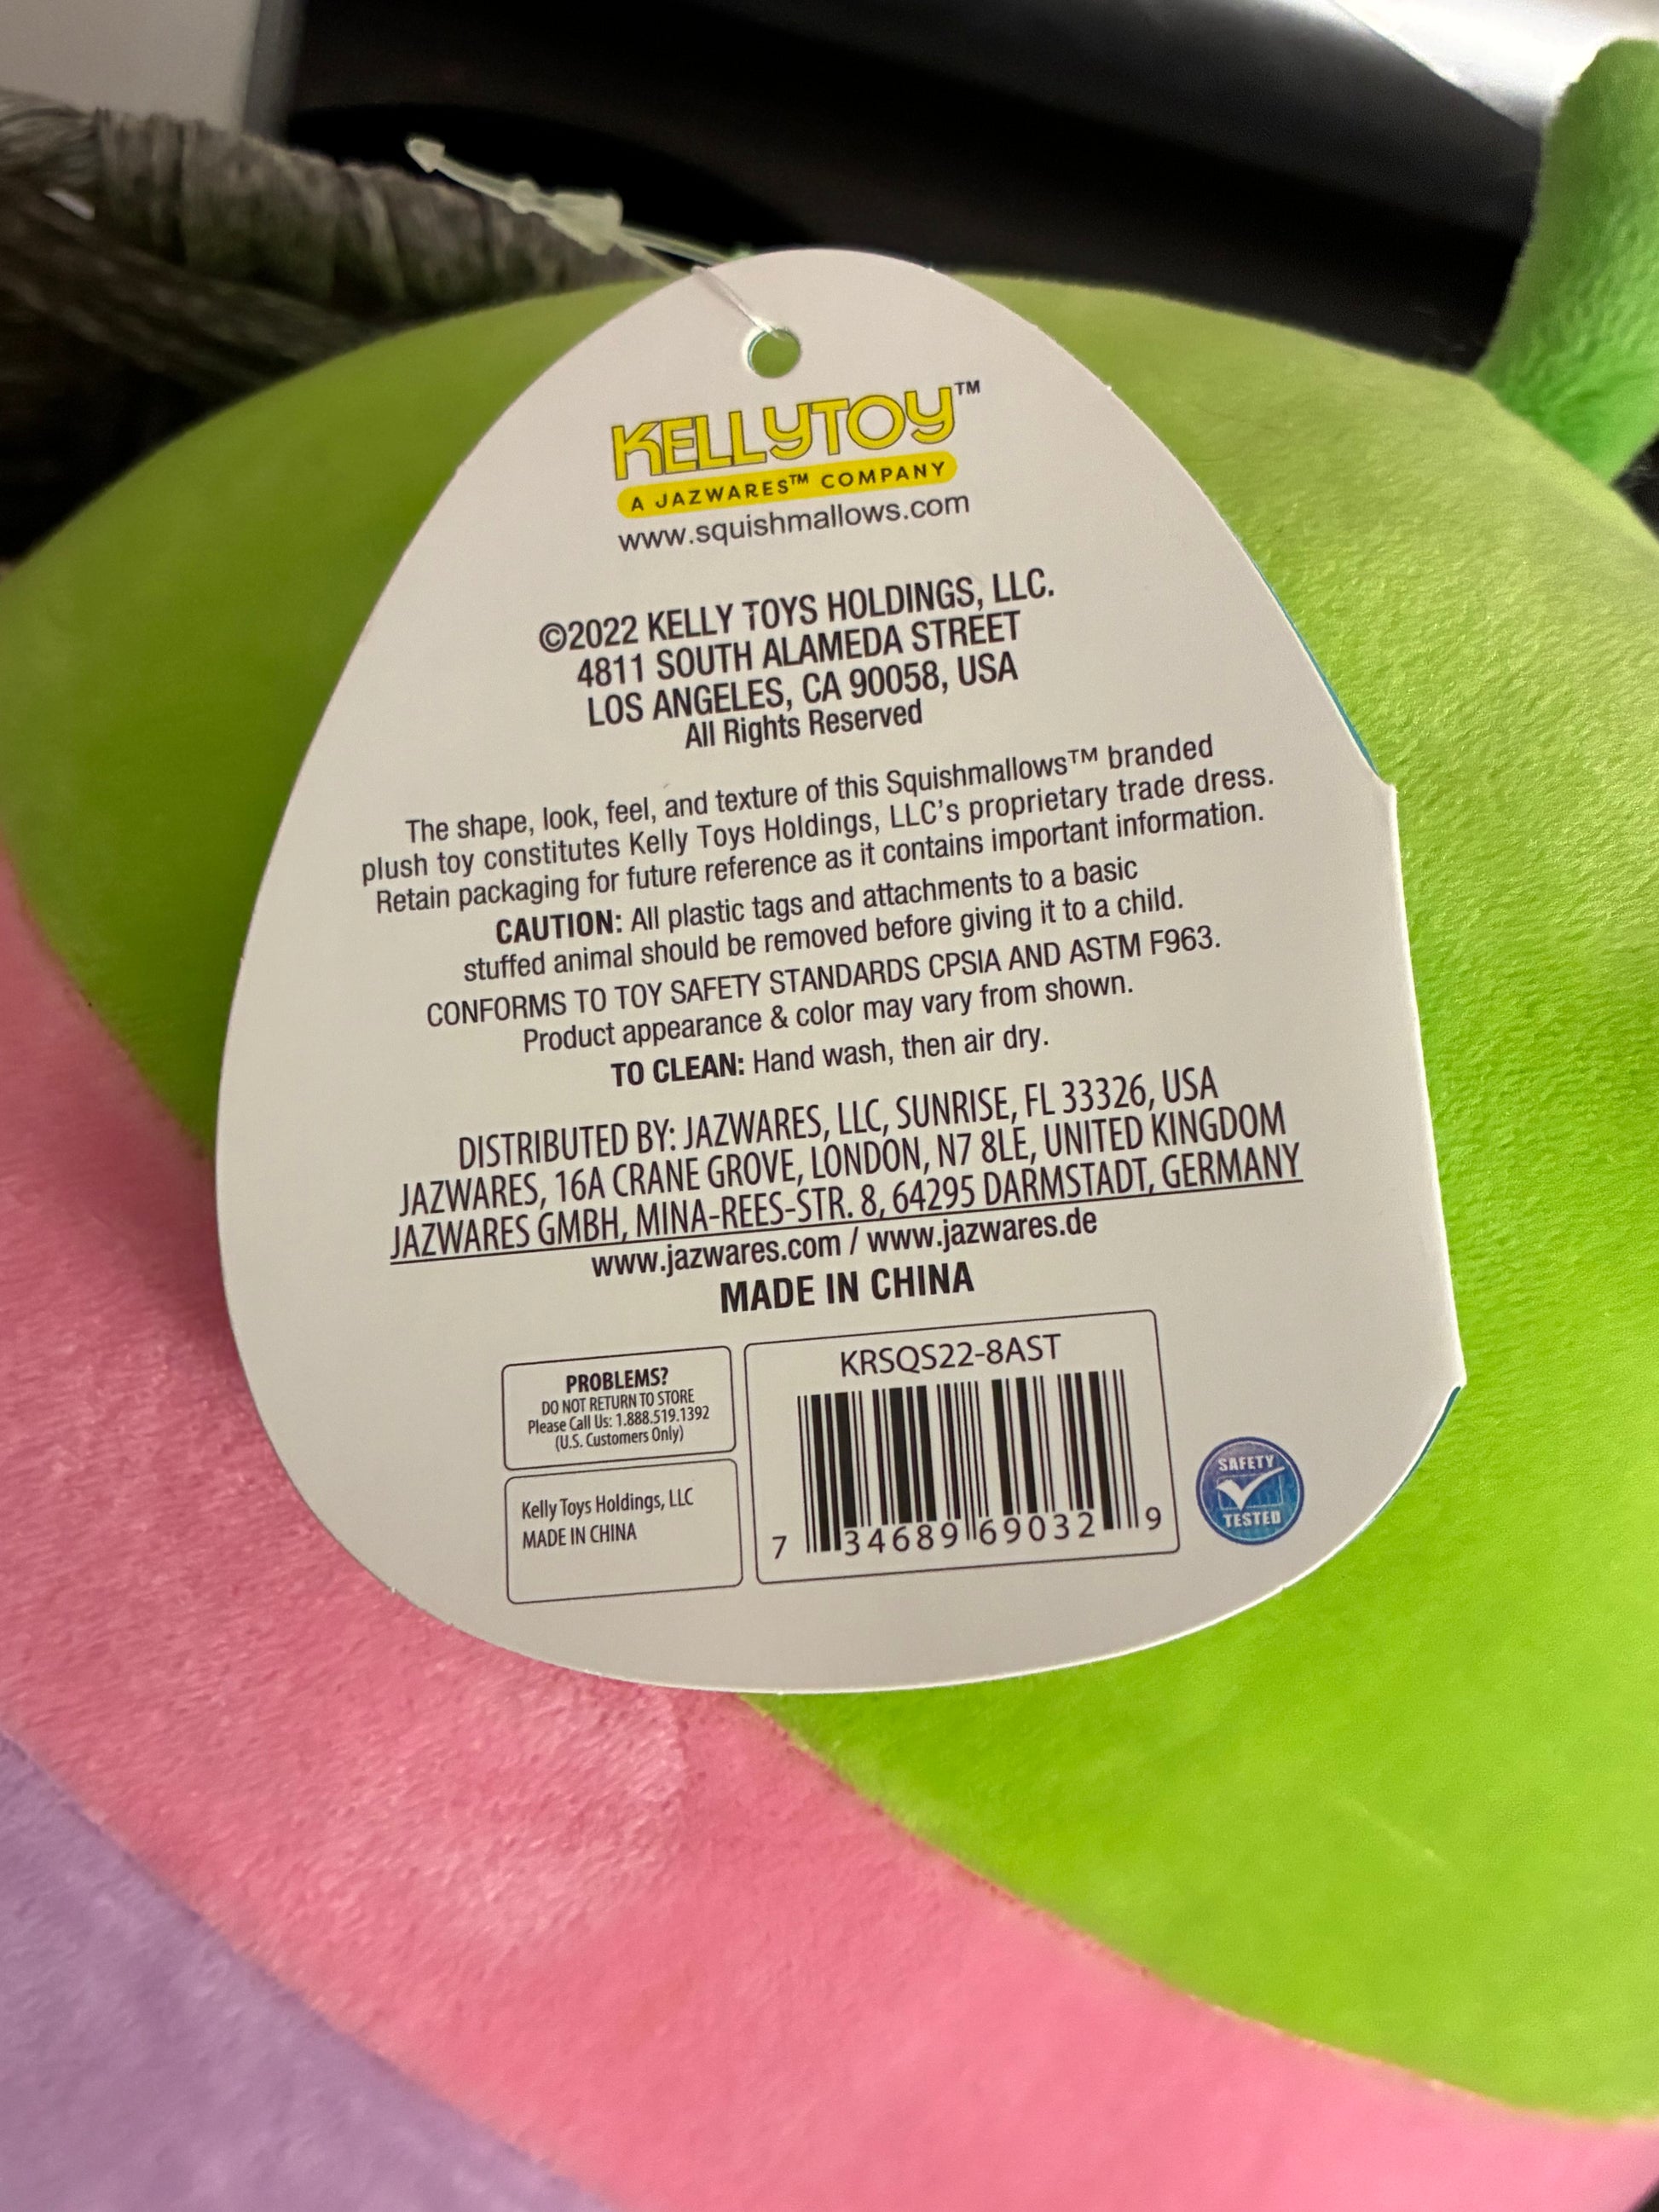 KELLYTOY™
A JAZWARES™ COMPANY
www.squishmallows.com
©2022 KELLY TOYS HOLDINGS, LLC.
4811 SOUTH ALAMEDA STREET
LOS ANGELES, CA 90058, USA
All Rights Reserved
The shape, look, feel, and texture of this Squishmallows™ branded
plush toy constitutes Kelly Toys Holdings, LLC's proprietary trade dress.
Retain packaging for future reference as it contains important information.
CAUTION: All plastic tags and attachments to a basic
stuffed animal should be removed before giving it to a child.
CONFORMS TO TOY SAFETY STANDARDS CPSIA AND ASTM F963.
Product appearance & color may vary from shown.
TO CLEAN: Hand wash, then air dry.
DISTRIBUTED BY: JAZWARES, LLC, SUNRISE, FL 33326, USA
JAZWARES, 16A CRANE GROVE, LONDON, N7 8LE, UNITED KINGDOM
JAZWARES GMBH, MINA-REES-STR. 8, 64295 DARMSTADT, GERMANY
www.jazwares.com / www.jazwares.de
MADE IN CHINA
PROBLEMS?
DO NOT RETURN TO STORE
Please Call Us: 1.888.519.1392
(U.S. Customers Only)
Kelly Toys Holdings, LLC
MADE IN CHINA
KRSQS22-8AST
7 34689 69032 9
SAFETY
TESTED